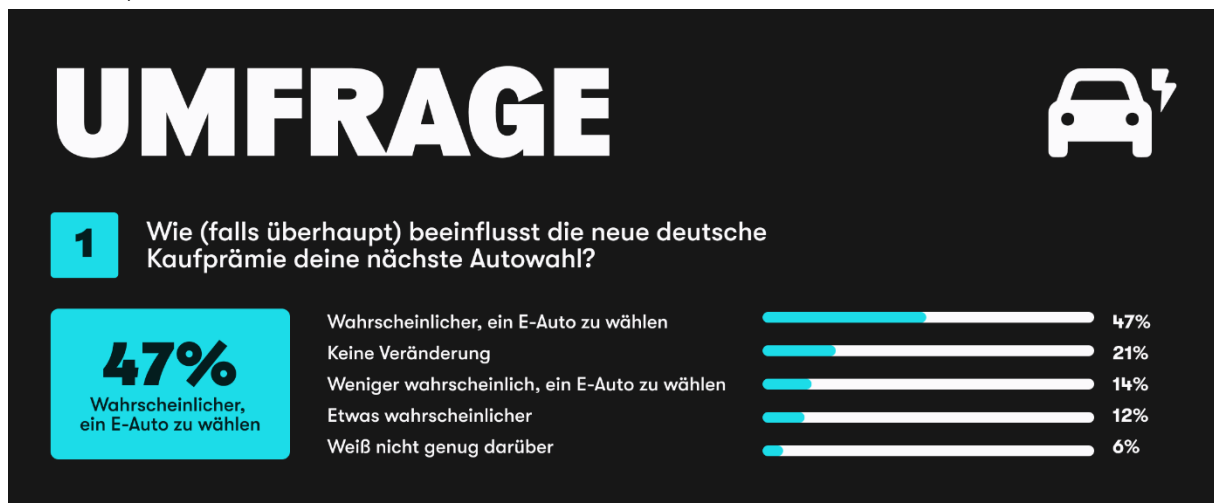 UMFRAGE
1
Wie (falls überhaupt) beeinflusst die neue deutsche
Kaufprämie deine nächste Autowahl?
47%
Wahrscheinlicher,
ein E-Auto zu wählen
Wahrscheinlicher, ein E-Auto zu wählen 47%
Keine Veränderung 21%
Weniger wahrscheinlich, ein E-Auto zu wählen 14%
Etwas wahrscheinlicher 12%
Weiß nicht genug darüber 6%